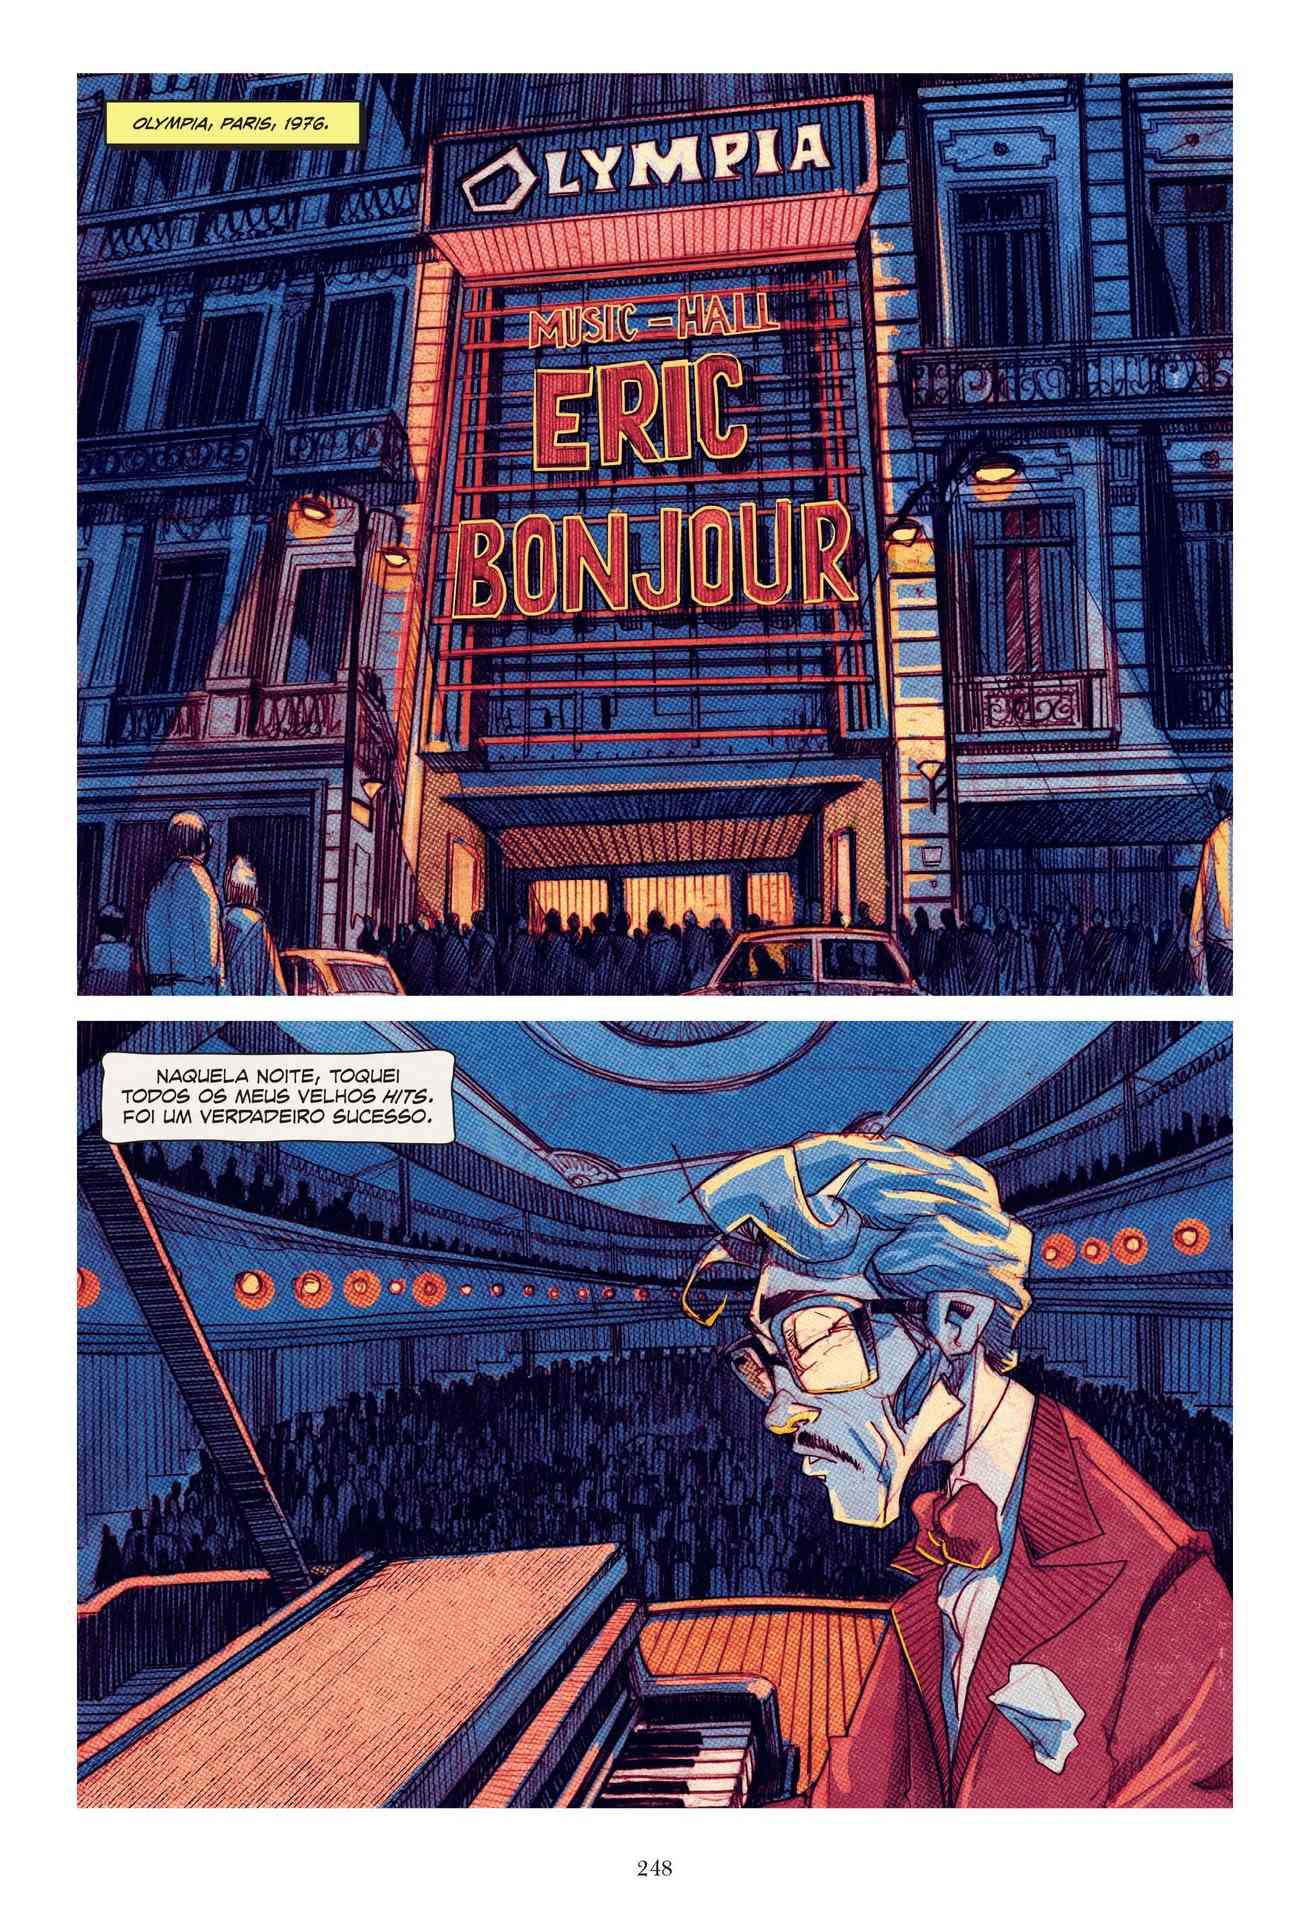 OLYMPIA, PARIS, 1976.
OLYMPIA
MUSIC-HALL
ERIC
BONJOUR
NAQUELA NOITE, TOQUEI
TODOS OS MEUS VELHOS HITS.
FOI UM VERDADEIRO SUCESSO.
248